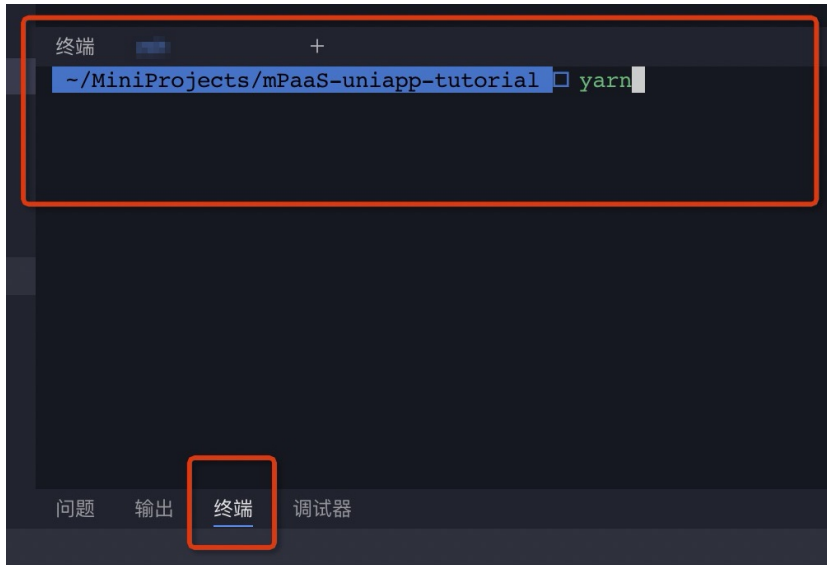 终端 +
~/MiniProjects/mPaaS-uniapp-tutorial yarn
问题 输出 终端 调试器